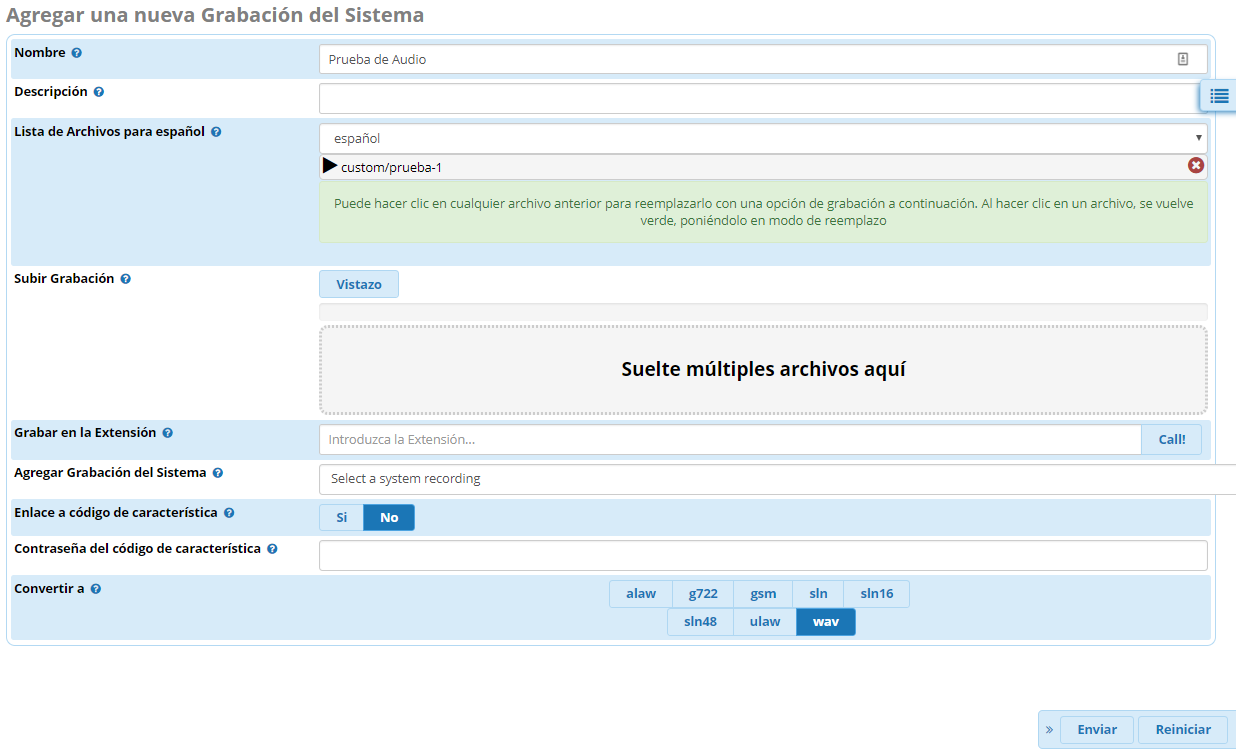 Agregar una nueva Grabación del Sistema
Nombre
Prueba de Audio
Descripción
Lista de Archivos para español
español
custom/prueba-1
Puede hacer clic en cualquier archivo anterior para reemplazarlo con una opción de grabación a continuación. Al hacer clic en un archivo, se vuelve
verde, poniéndolo en modo de reemplazo
Subir Grabación
Vistazo
Suelte múltiples archivos aquí
Grabar en la Extensión
Introduzca la Extensión...
Call!
Agregar Grabación del Sistema
Select a system recording
Enlace a código de característica
Si No
Contraseña del código de característica
Convertir a
alaw g722 gsm sln sln16
sln48 ulaw wav
» Enviar Reiniciar